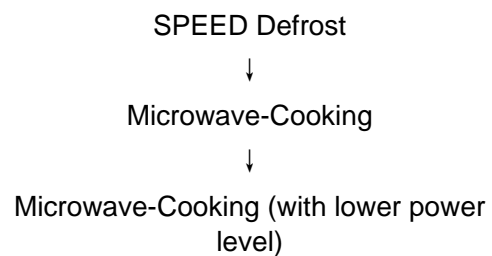 SPEED Defrost
↓
Microwave-Cooking
↓
Microwave-Cooking (with lower power
level)